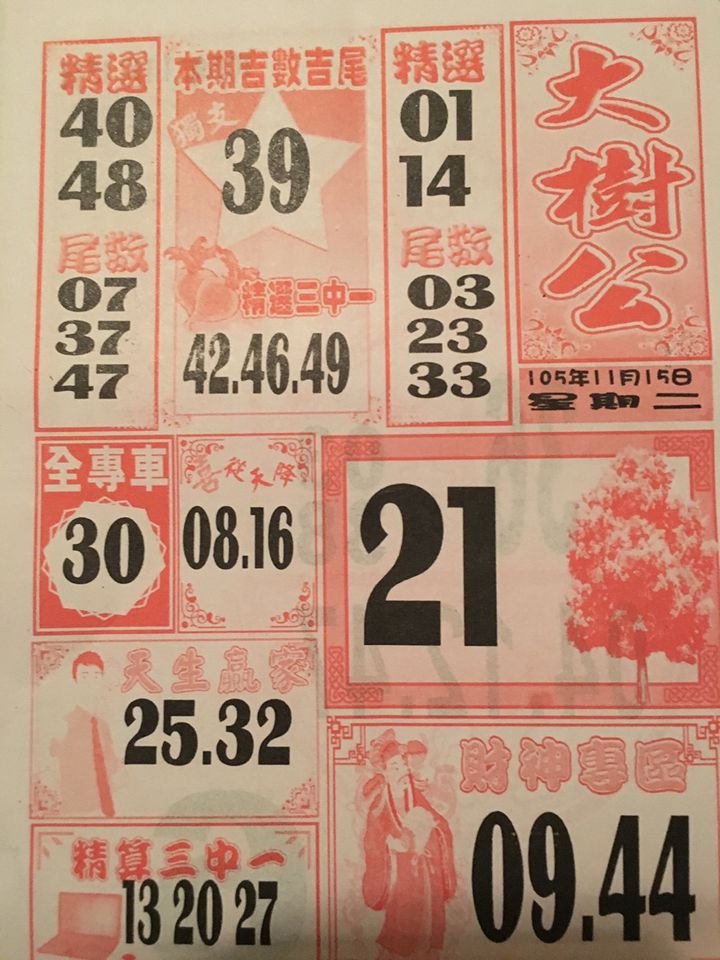 大樹公
105年11月15日
星期二
精選
01
14
尾数
03
23
33
本期吉數吉尾
獨支
39
精選三中一
42.46.49
精選
40
48
尾数
07
37
47
全專車
30
喜從天降
08.16
21
天生贏家
25.32
財神專區
09.44
精算三中一
13 20 27